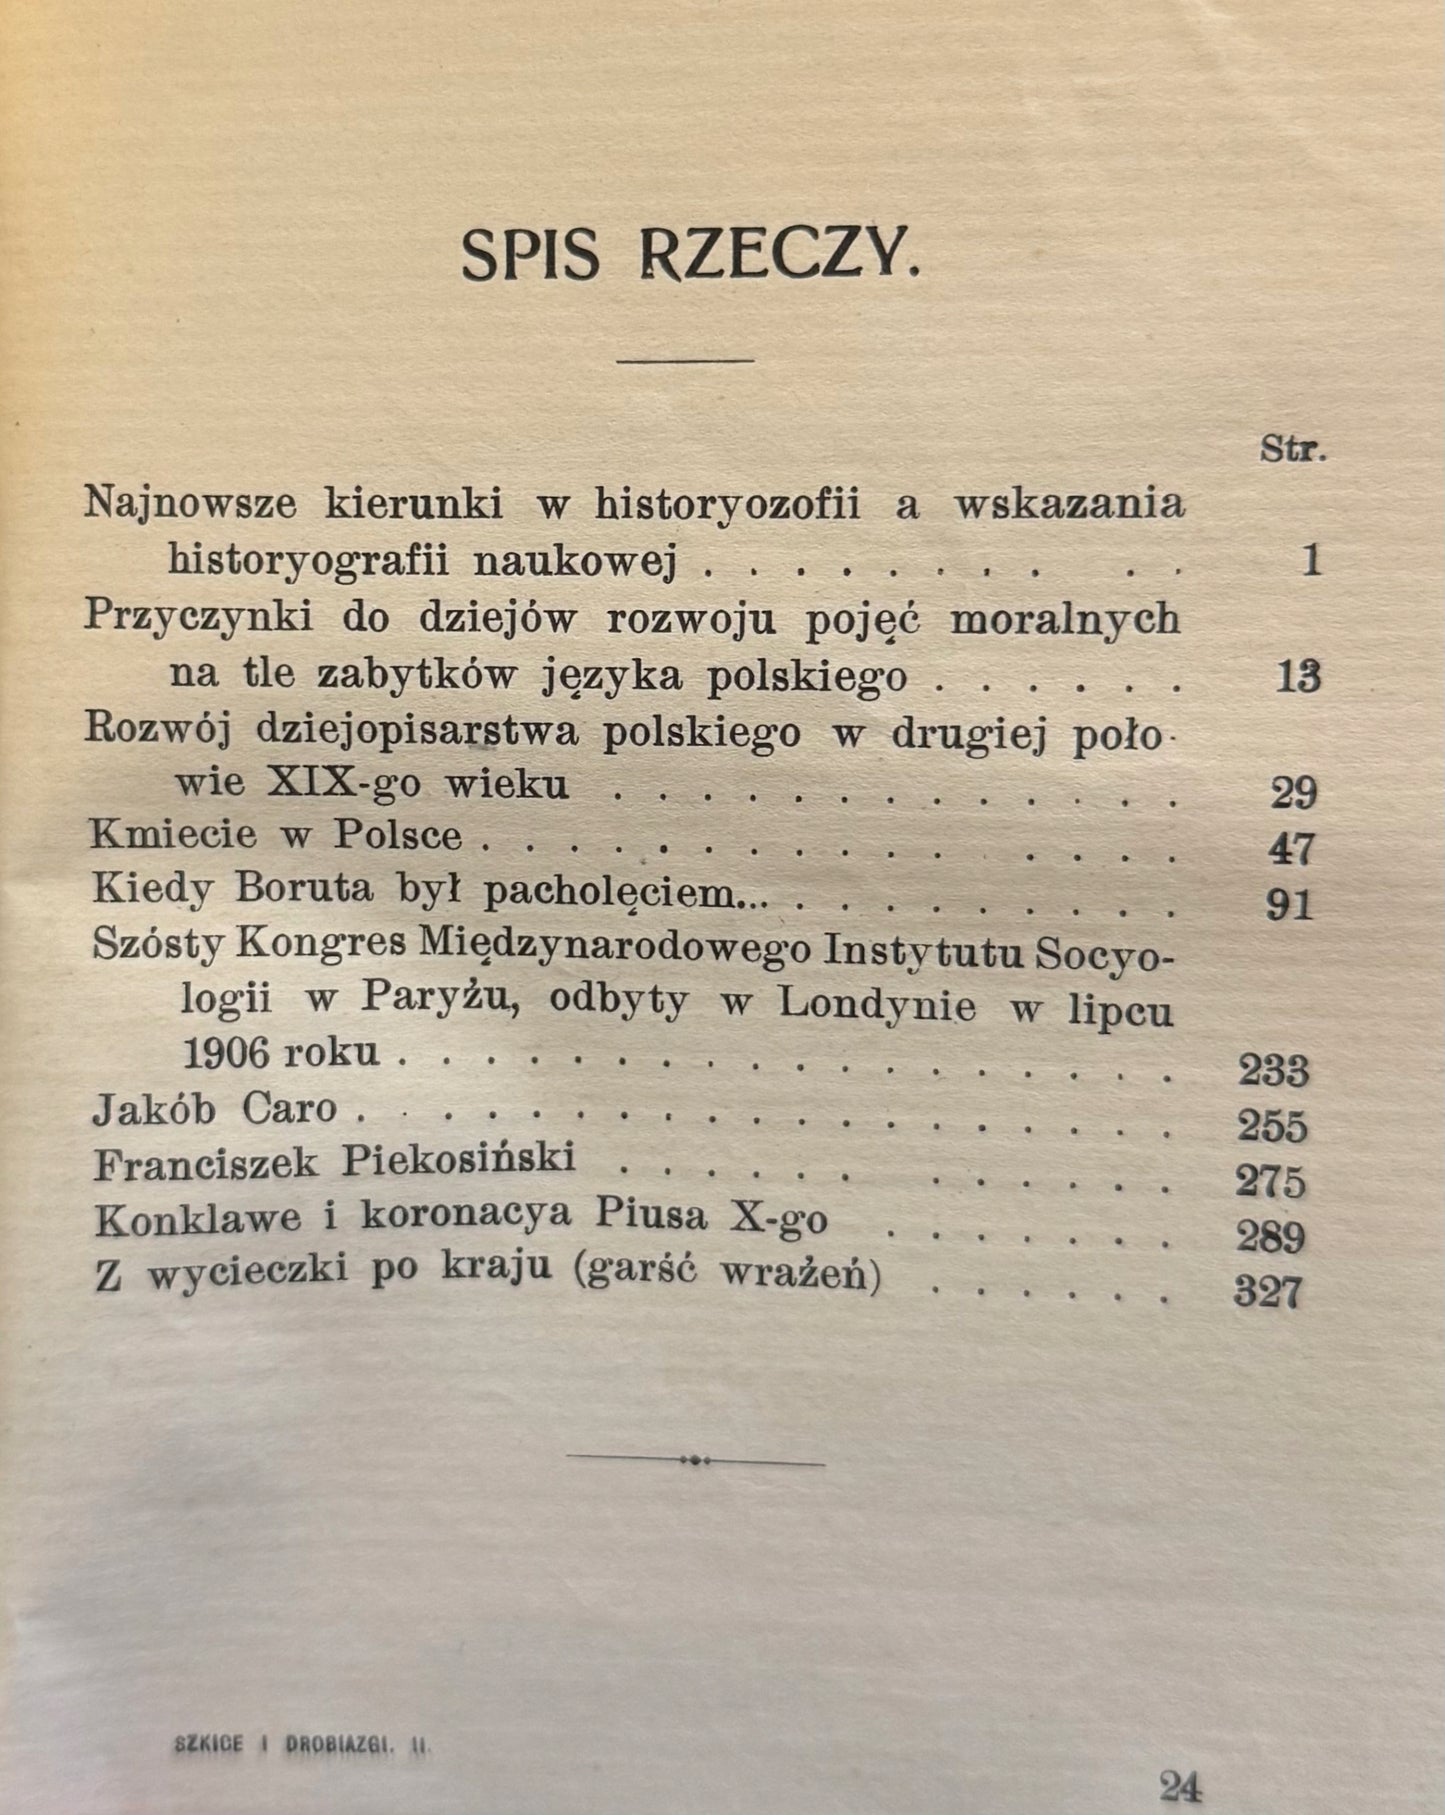 SPIS RZECZY.
Str.
Najnowsze kierunki w historyozofii a wskazania
historyografii naukowej . . . . . . . . . . 1
Przyczynki do dziejów rozwoju pojęć moralnych
na tle zabytków języka polskiego . . . . . . 13
Rozwój dziejopisarstwa polskiego w drugiej poło-
wie XIX-go wieku . . . . . . . . . . . . . 29
Kmiecie w Polsce . . . . . . . . . . . . . . . 47
Kiedy Boruta był pacholęciem... . . . . . . . . . 91
Szósty Kongres Międzynarodowego Instytutu Socyo-
logii w Paryżu, odbyty w Londynie w lipcu
1906 roku . . . . . . . . . . . . . . . . . . 233
Jakób Caro . . . . . . . . . . . . . . . . . . . 255
Franciszek Piekosiński . . . . . . . . . . . . 275
Konklawe i koronacya Piusa X-go . . . . . . . 289
Z wycieczki po kraju (garść wrażeń) . . . . . . 327
SZKICE I DROBIAZGI. II.
24